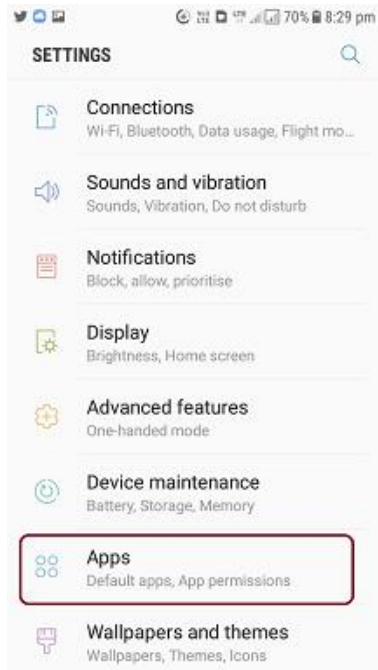 70% 8:29 pm
SETTINGS
Connections
Wi-Fi, Bluetooth, Data usage, Flight mo...
Sounds and vibration
Sounds, Vibration, Do not disturb
Notifications
Block, allow, prioritise
Display
Brightness, Home screen
Advanced features
One-handed mode
Device maintenance
Battery, Storage, Memory
Apps
Default apps, App permissions
Wallpapers and themes
Wallpapers, Themes, Icons